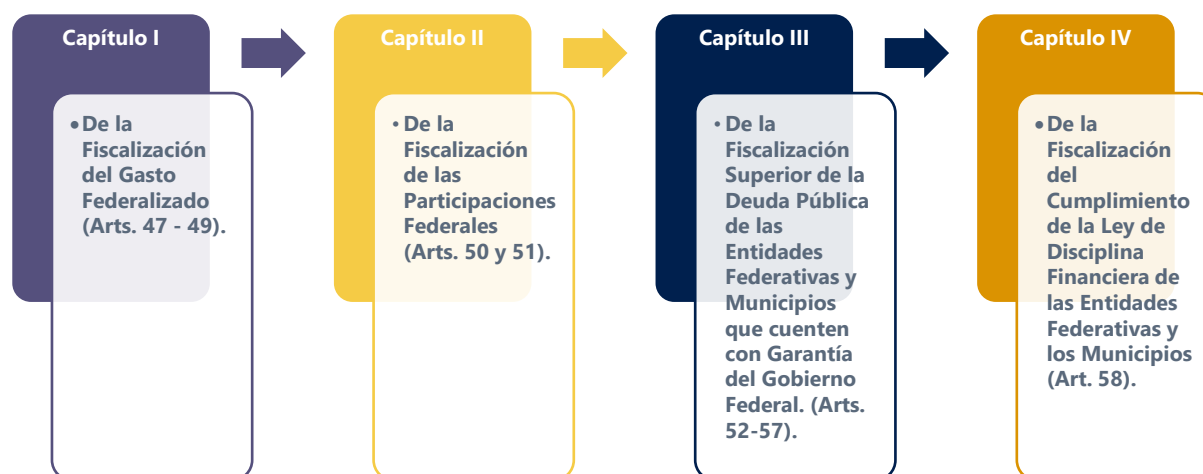 Capítulo I
• De la
Fiscalización
del Gasto
Federalizado
(Arts. 47 - 49).
Capítulo II
• De la
Fiscalización
de las
Participaciones
Federales
(Arts. 50 y 51).
Capítulo III
• De la
Fiscalización
Superior de la
Deuda Pública
de las
Entidades
Federativas y
Municipios
que cuenten
con Garantía
del Gobierno
Federal. (Arts.
52-57).
Capítulo IV
• De la
Fiscalización
del
Cumplimiento
de la Ley de
Disciplina
Financiera de
las Entidades
Federativas y
los Municipios
(Art. 58).